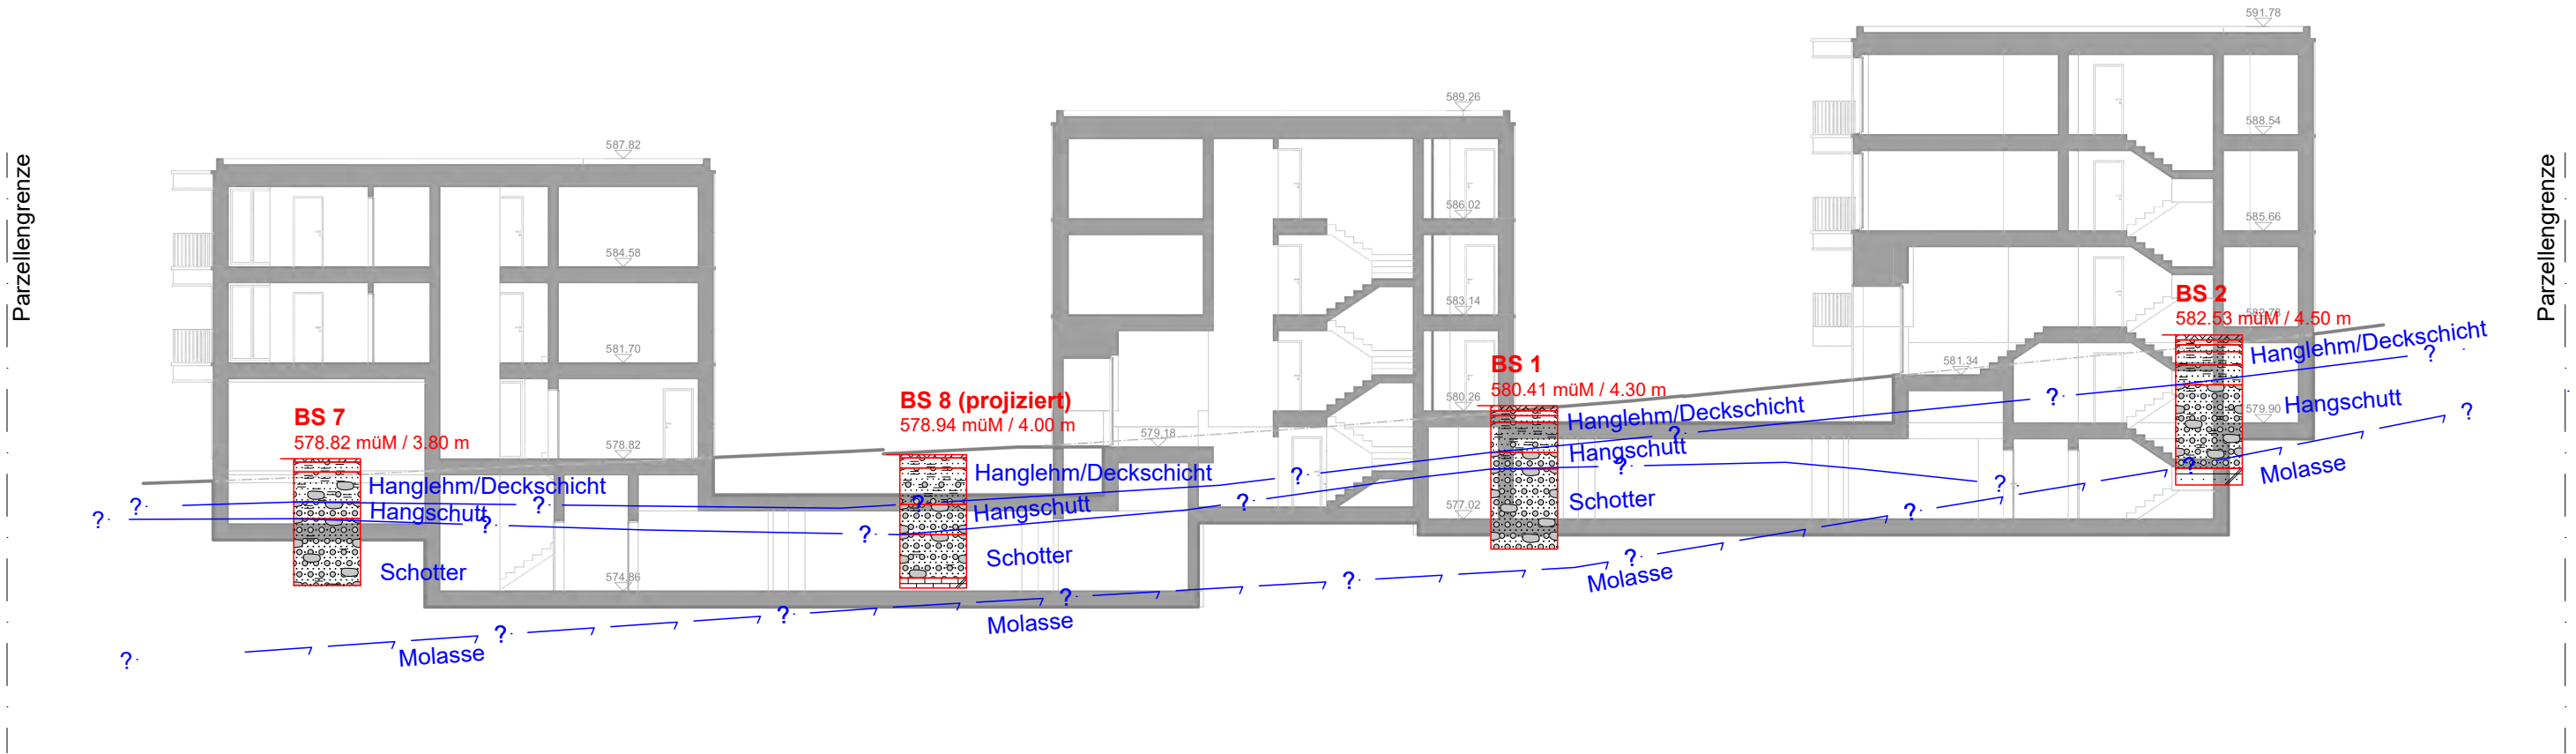 Parzellengrenze
587.82
584.58
581.70
578.82
574.86
BS 7
578.82 müM / 3.80 m
Hanglehm/Deckschicht
Hangschutt
Schotter
Molasse
BS 8 (projiziert)
578.94 müM / 4.00 m
Hanglehm/Deckschicht
Hangschutt
Schotter
Molasse
589.26
586.02
583.14
580.26
579.18
577.02
BS 1
580.41 müM / 4.30 m
Hanglehm/Deckschicht
Hangschutt
Schotter
Molasse
591.78
588.54
585.66
581.34
579.90
BS 2
582.53 müM / 4.50 m
Hanglehm/Deckschicht
Hangschutt
Molasse
Parzellengrenze
? ? ? ? ? ? ?
? ? ? ? ? ? ?
? ? ? ? ? ? ? ? ?